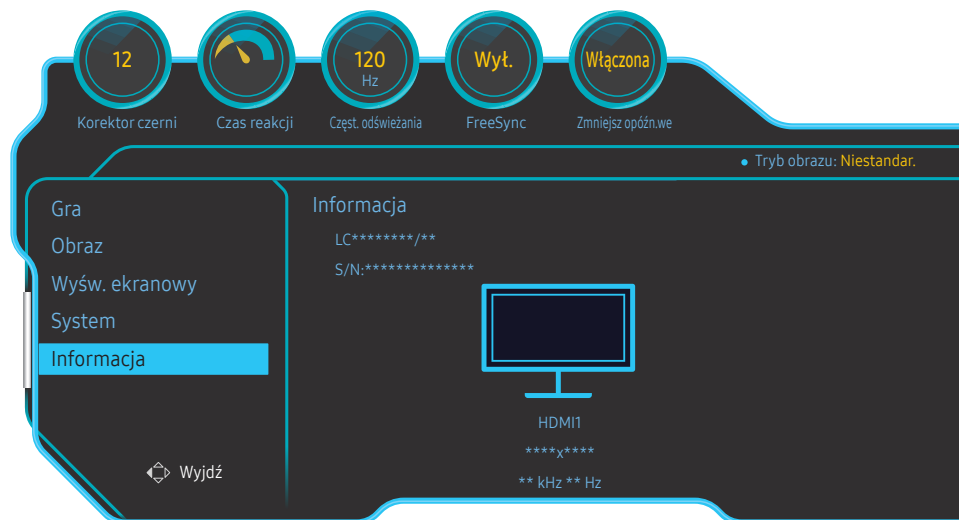 12
120
Hz
Wył.
Włączona
Korektor czerni
Czas reakcji
Częst. odświeżania
FreeSync
Zmniejsz opóźn.we
Tryb obrazu: Niestandar.
Gra
Obraz
Wyśw. ekranowy
System
Informacja
Wyjdź
Informacja
LC********/**
S/N:**************
HDMI1
****x****
** kHz ** Hz